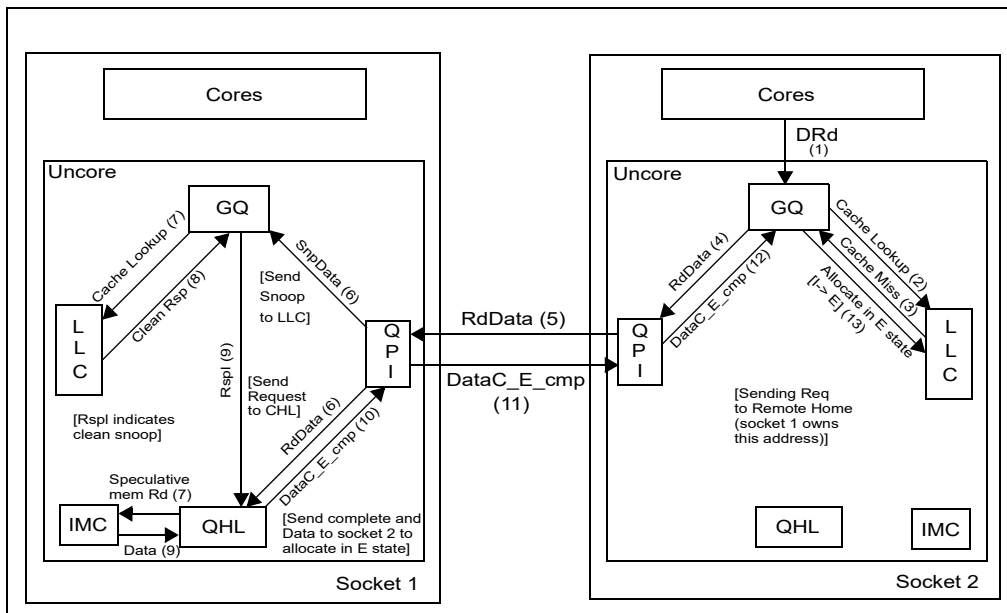 Cores
Uncore
GQ
Cache Lookup (7)
Clean Rsp (8)
SnpData (6)
[Send
Snoop
to LLC]
L
L
C
Q
P
I
RspI (9)
[Send
Request
to CHL]
RdData (6)
DataC_E_cmp (10)
[RspI indicates
clean snoop]
Speculative
mem Rd (7)
IMC
QHL
Data (9)
[Send complete and
Data to socket 2 to
allocate in E state]
Socket 1
RdData (5)
DataC_E_cmp
(11)
Cores
DRd
(1)
Uncore
GQ
RdData (4)
DataC_E_cmp (12)
Cache Lookup (2)
Cache Miss (3)
Allocate in E state
[I-> E] (13)
Q
P
I
L
L
C
[Sending Req
to Remote Home
(socket 1 owns
this address)]
QHL
IMC
Socket 2